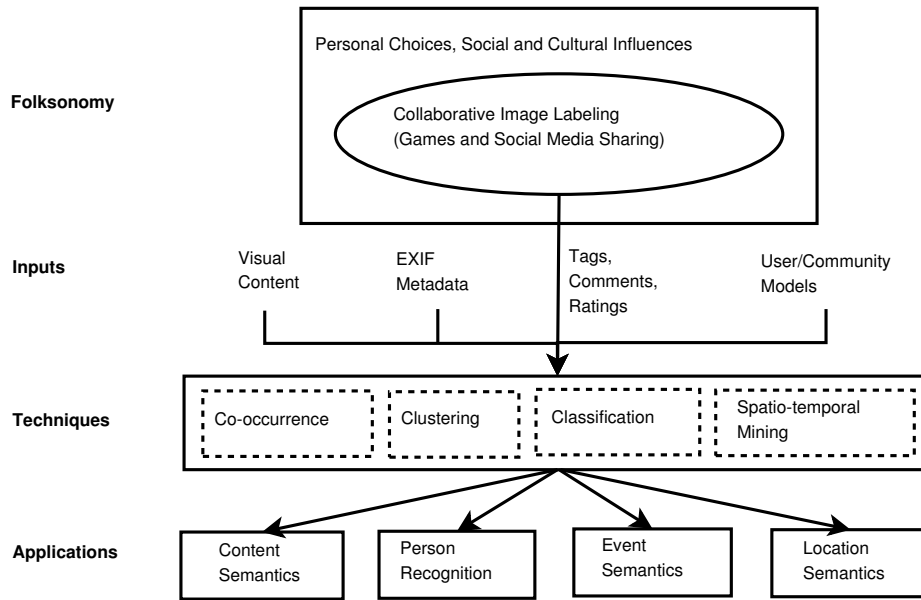 Personal Choices, Social and Cultural Influences
Folksonomy
Collaborative Image Labeling
(Games and Social Media Sharing)
Inputs
Visual
Content
EXIF
Metadata
Tags,
Comments,
Ratings
User/Community
Models
Techniques
Co-occurrence
Clustering
Classification
Spatio-temporal
Mining
Applications
Content
Semantics
Person
Recognition
Event
Semantics
Location
Semantics